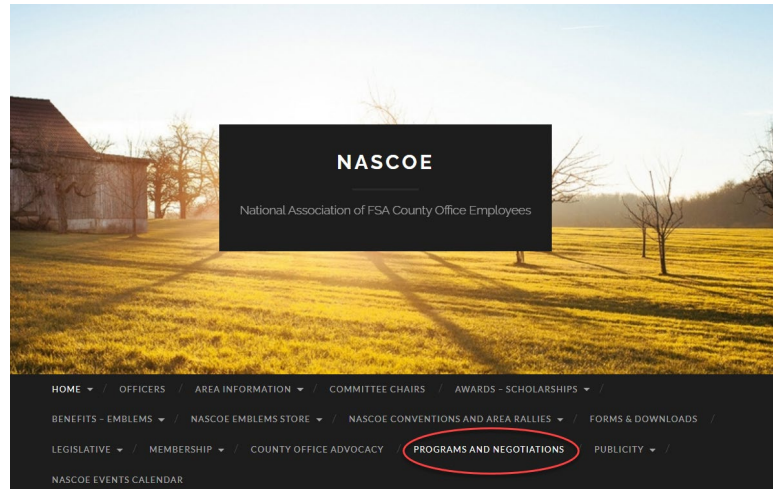 NASCOE
National Association of FSA County Office Employees
HOME / OFFICERS / AREA INFORMATION / COMMITTEE CHAIRS / AWARDS – SCHOLARSHIPS /
BENEFITS – EMBLEMS / NASCOE EMBLEMS STORE / NASCOE CONVENTIONS AND AREA RALLIES / FORMS & DOWNLOADS /
LEGISLATIVE / MEMBERSHIP / COUNTY OFFICE ADVOCACY / PROGRAMS AND NEGOTIATIONS / PUBLICITY /
NASCOE EVENTS CALENDAR